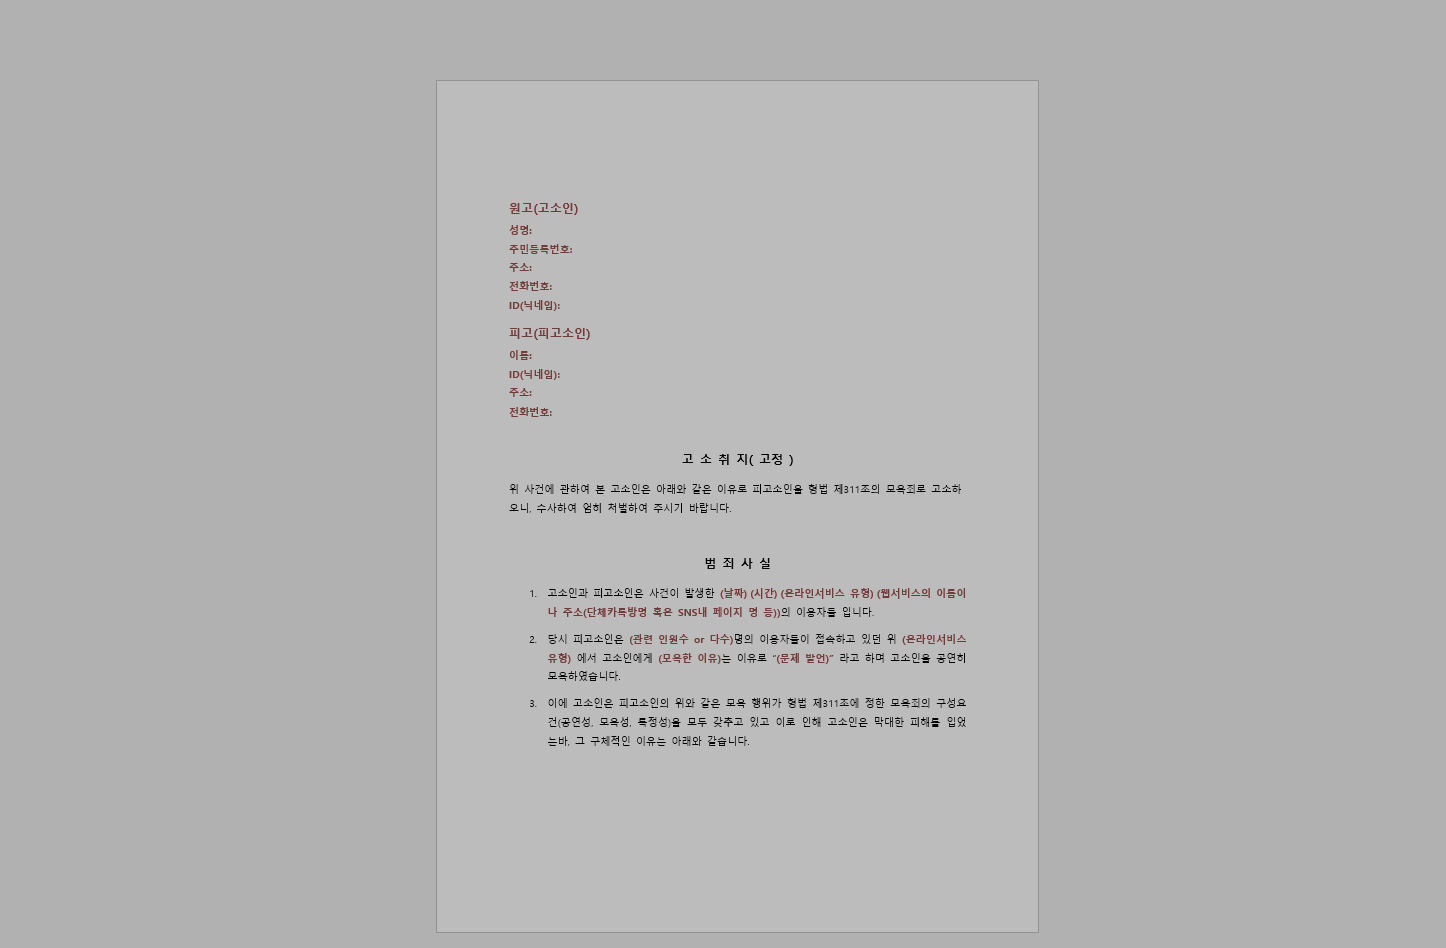 원고(고소인)
성명:
주민등록번호:
주소:
전화번호:
ID(닉네임):
피고(피고소인)
이름:
ID(닉네임):
주소:
전화번호:
고 소 취 지( 고정 )
위 사건에 관하여 본 고소인은 아래와 같은 이유로 피고소인을 형법 제311조의 모욕죄로 고소하
오니, 수사하여 엄히 처벌하여 주시기 바랍니다.
범 죄 사 실
1. 고소인과 피고소인은 사건이 발생한 (날짜) (시간) (온라인서비스 유형) (웹서비스의 이름이
나 주소(단체카톡방명 혹은 SNS내 페이지 명 등))의 이용자들 입니다.
2. 당시 피고소인은 (관련 인원수 or 다수)명의 이용자들이 접속하고 있던 위 (온라인서비스
유형) 에서 고소인에게 (모욕한 이유)는 이유로 “(문제 발언)” 라고 하며 고소인을 공연히
모욕하였습니다.
3. 이에 고소인은 피고소인의 위와 같은 모욕 행위가 형법 제311조에 정한 모욕죄의 구성요
건(공연성, 모욕성, 특정성)을 모두 갖추고 있고 이로 인해 고소인은 막대한 피해를 입었
는바, 그 구체적인 이유는 아래와 같습니다.